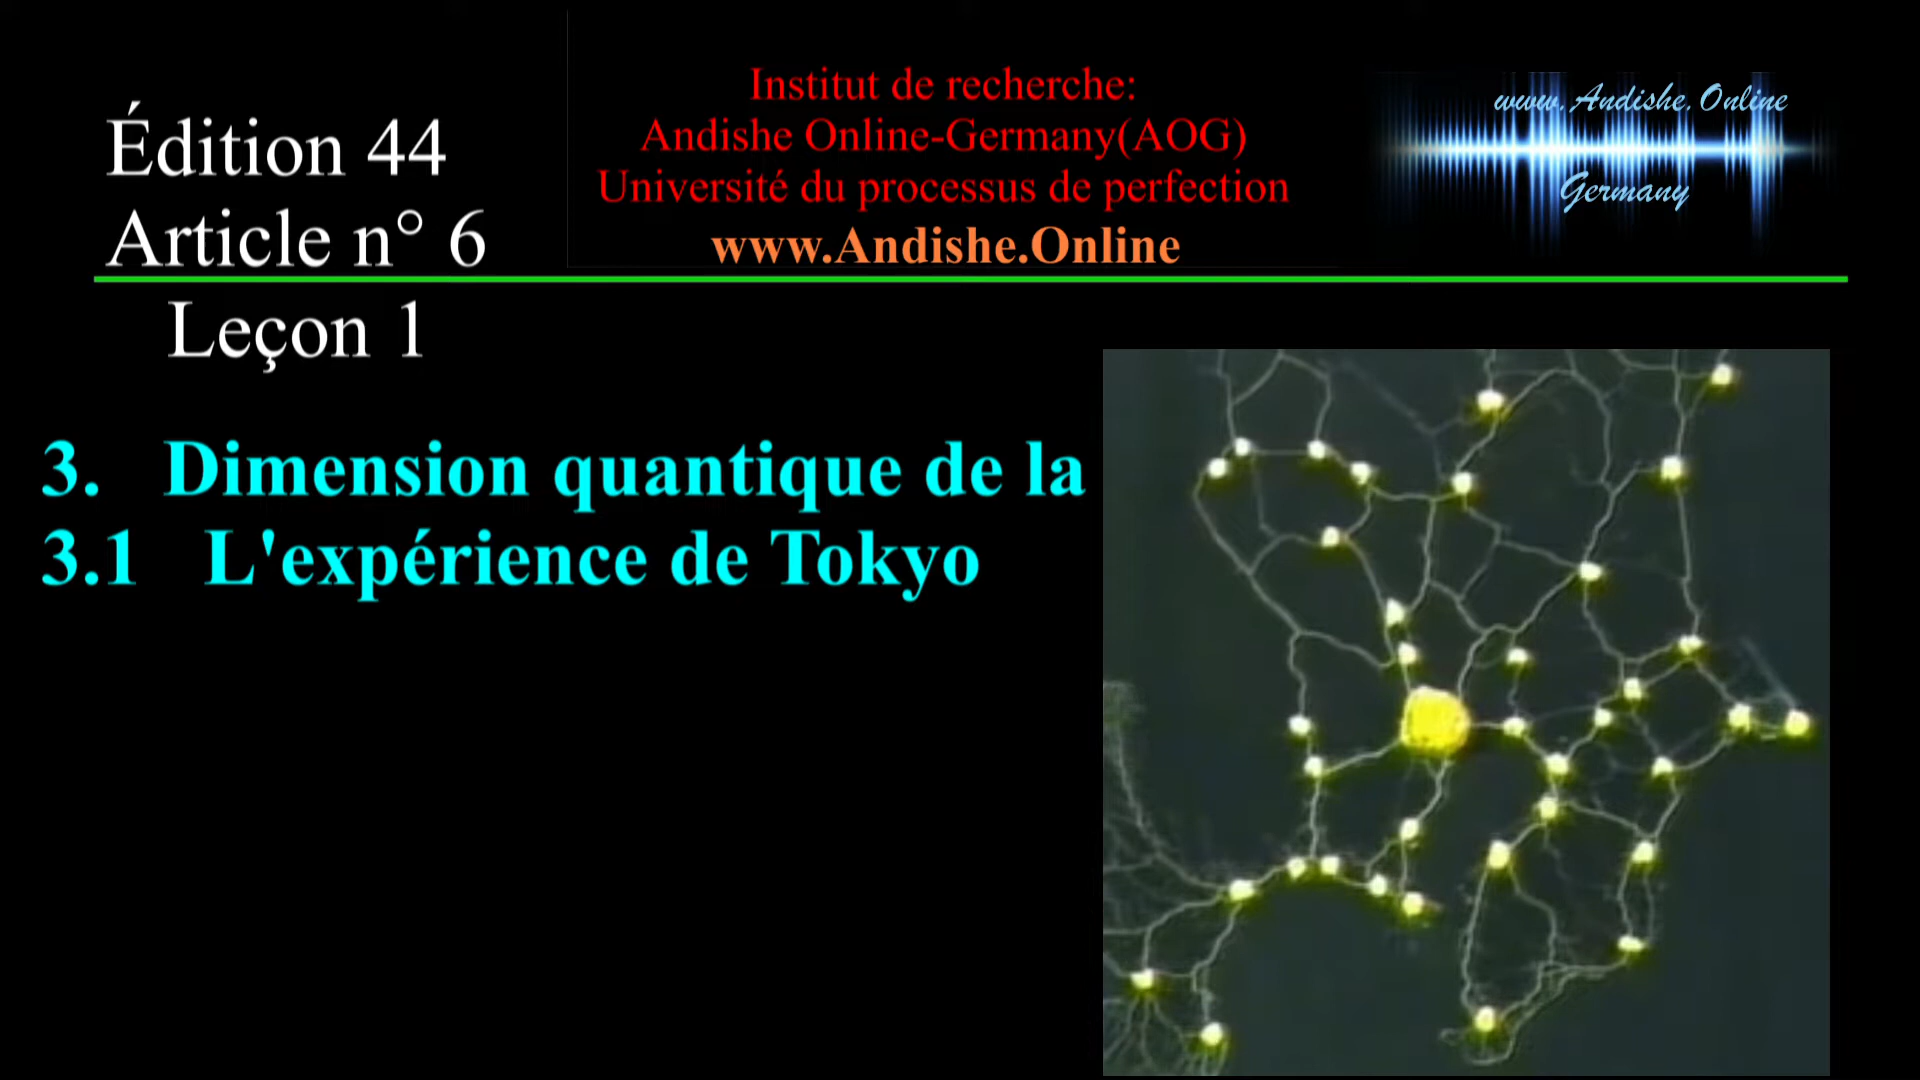 Édition 44
Article n° 6
Leçon 1
Institut de recherche:
Andishe Online-Germany(AOG)
Université du processus de perfection
www.Andishe.Online
www.Andishe.Online
Germany
3. Dimension quantique de la
3.1 L'expérience de Tokyo